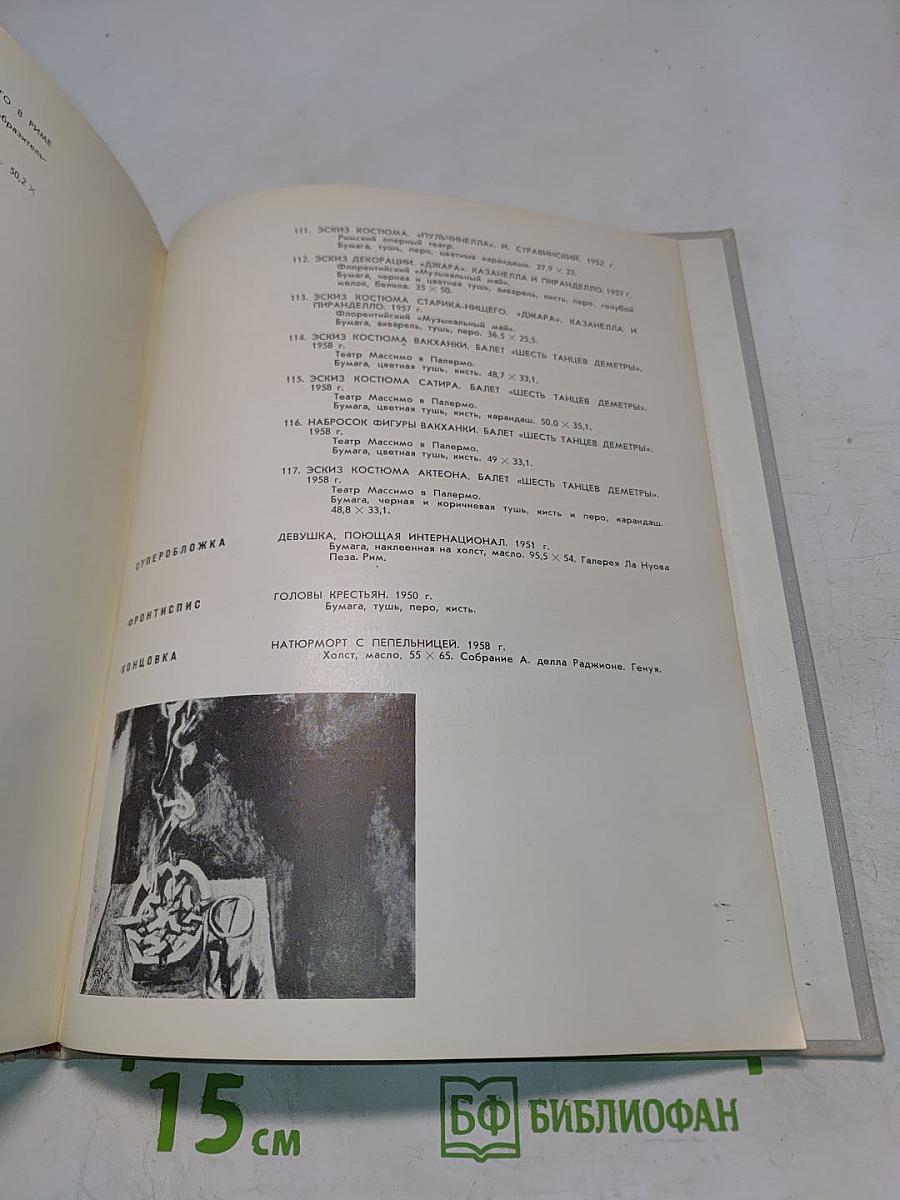 ГО В РИМЕ
бразитель-
50,2 ×
111. ЭСКИЗ КОСТЮМА. «ПУЛЬЧИНЕЛЛА». И. СТРАВИНСКИЙ. 1952 г.
Римский оперный театр.
Бумага, тушь, перо, цветные карандаши. 27,9 × 22.
112. ЭСКИЗ ДЕКОРАЦИИ. «ДЖАРА». КАЗАНЕЛЛА И ПИРАНДЕЛЛО. 1957 г.
Флорентийский «Музыкальный май».
Бумага, черная и цветная тушь, акварель, кисть, перо, голубой
мелок, белила. 35 × 50.
113. ЭСКИЗ КОСТЮМА СТАРИКА-НИЩЕГО. «ДЖАРА». КАЗАНЕЛЛА И
ПИРАНДЕЛЛО. 1957 г.
Флорентийский «Музыкальный май».
Бумага, акварель, тушь, перо. 36,5 × 25,5.
114. ЭСКИЗ КОСТЮМА ВАКХАНКИ. БАЛЕТ «ШЕСТЬ ТАНЦЕВ ДЕМЕТРЫ».
1958 г.
Театр Массимо в Палермо.
Бумага, цветная тушь, кисть. 48,7 × 33,1.
115. ЭСКИЗ КОСТЮМА САТИРА. БАЛЕТ «ШЕСТЬ ТАНЦЕВ ДЕМЕТРЫ».
1958 г.
Театр Массимо в Палермо.
Бумага, цветная тушь, кисть, карандаш. 50,0 × 35,1.
116. НАБРОСОК ФИГУРЫ ВАКХАНКИ. БАЛЕТ «ШЕСТЬ ТАНЦЕВ ДЕМЕТРЫ».
1958 г.
Театр Массимо в Палермо.
Бумага, цветная тушь, кисть. 49 × 33,1.
117. ЭСКИЗ КОСТЮМА АКТЕОНА. БАЛЕТ «ШЕСТЬ ТАНЦЕВ ДЕМЕТРЫ».
1958 г.
Театр Массимо в Палермо.
Бумага, черная и коричневая тушь, кисть и перо, карандаш.
48,8 × 33,1.
СУПЕРОБЛОЖКА
ДЕВУШКА, ПОЮЩАЯ ИНТЕРНАЦИОНАЛ. 1951 г.
Бумага, наклеенная на холст, масло. 95,5 × 54. Галерея Ла Нуова
Пеза. Рим.
ФРОНТИСПИС
ГОЛОВЫ КРЕСТЬЯН. 1950 г.
Бумага, тушь, перо, кисть.
КОНЦОВКА
НАТЮРМОРТ С ПЕПЕЛЬНИЦЕЙ. 1958 г.
Холст, масло. 55 × 65. Собрание А. делла Раджионе. Генуя.
15 см
БФ БИБЛИОФАН